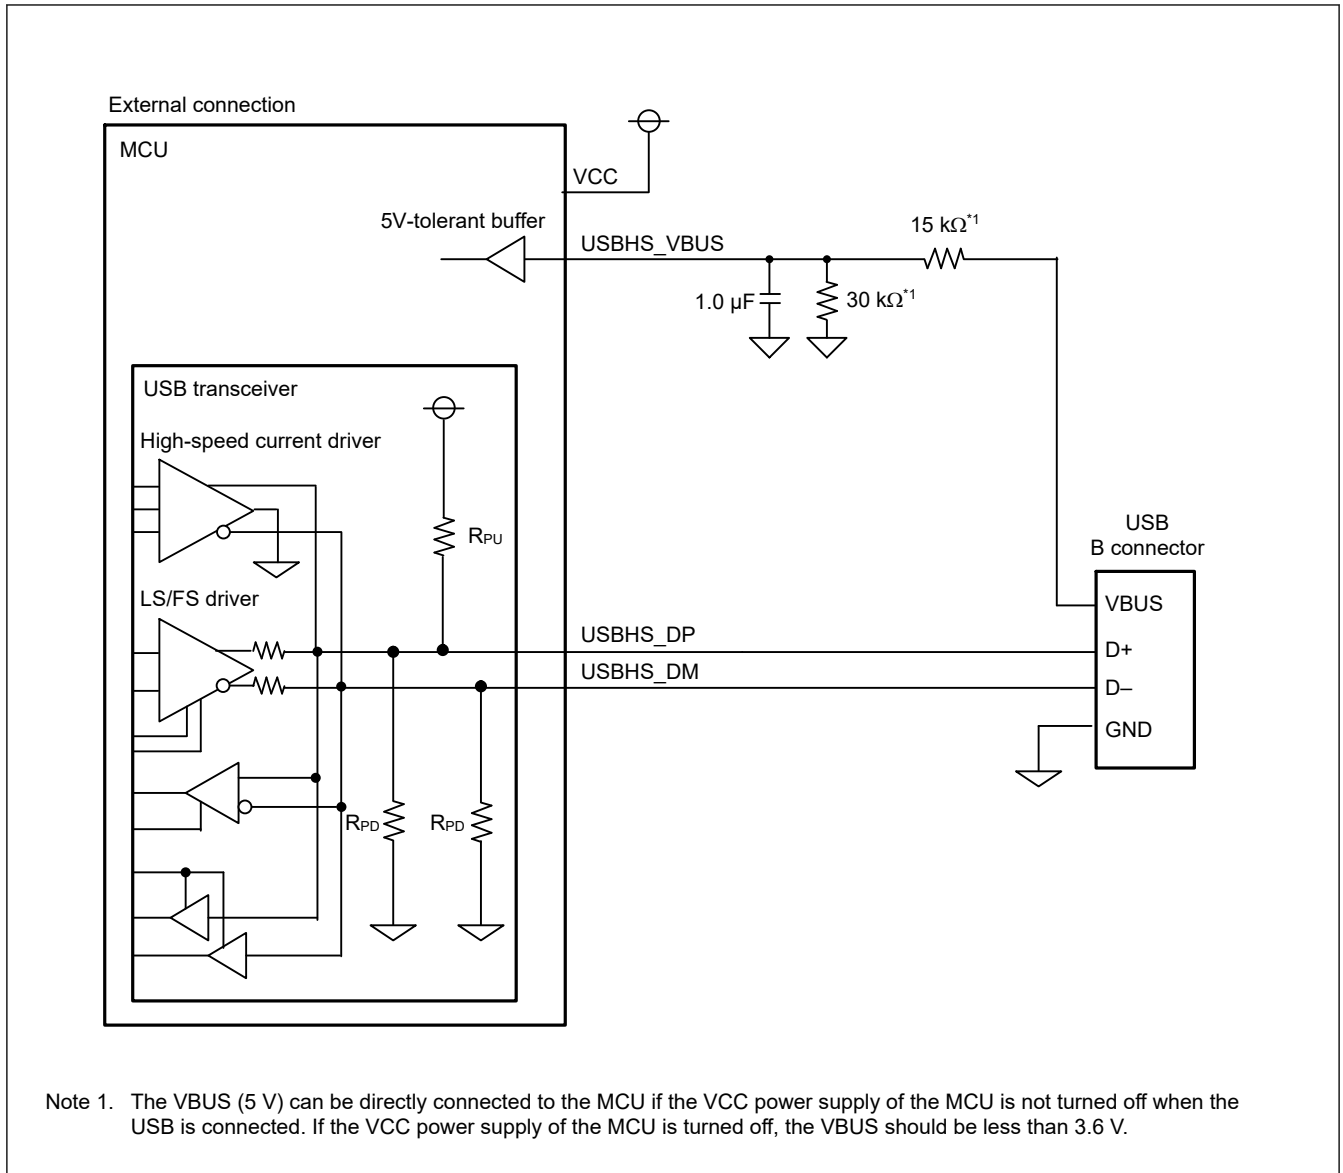 External connection
MCU
VCC
5V-tolerant buffer
USBHS_VBUS
15 kΩ*1
1.0 µF
30 kΩ*1
USB transceiver
High-speed current driver
RPU
USB
B connector
LS/FS driver
VBUS
USBHS_DP
D+
USBHS_DM
D–
GND
RPD
RPD
Note 1. The VBUS (5 V) can be directly connected to the MCU if the VCC power supply of the MCU is not turned off when the
USB is connected. If the VCC power supply of the MCU is turned off, the VBUS should be less than 3.6 V.